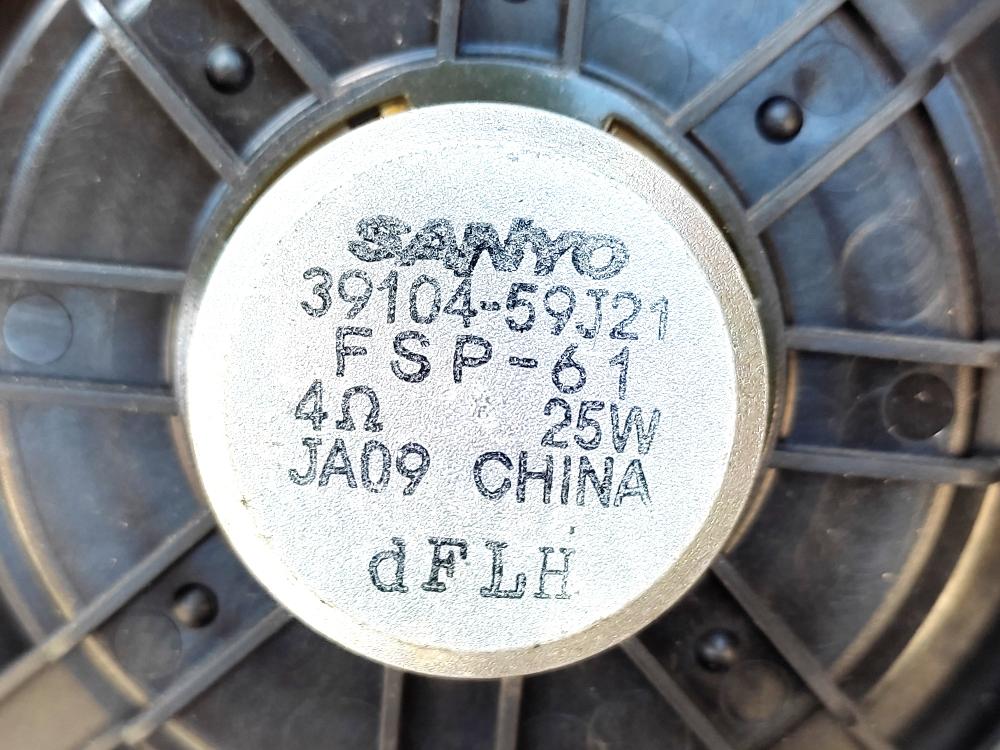 SANYO
39104-59J21
FSP-61
4Ω 25W
JA09 CHINA
dFLH